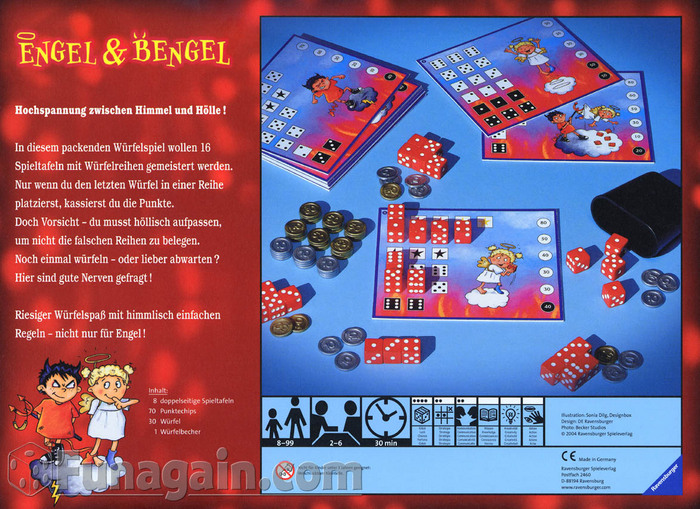 ENGEL & BENGEL
Hochspannung zwischen Himmel und Hölle!
In diesem packenden Würfelspiel wollen 16
Spieltafeln mit Würfelreihen gemeistert werden.
Nur wenn du den letzten Würfel in einer Reihe
platzierst, kassierst du die Punkte.
Doch Vorsicht – du musst höllisch aufpassen,
um nicht die falschen Reihen zu belegen.
Noch einmal würfeln – oder lieber abwarten?
Hier sind gute Nerven gefragt!
Riesiger Würfelspaß mit himmlisch einfachen
Regeln – nicht nur für Engel!
Inhalt:
8 doppelseitige Spieltafeln
70 Punktechips
30 Würfel
1 Würfelbecher
80
50
40
8–99
2–6
30 min
Illustration: Sonia Dilg, Designbox
Design: DE Ravensburger
Photo: Becker Studios
© 2004 Ravensburger Spieleverlag
CE Made in Germany
Ravensburger Spieleverlag
Postfach 2460
D-88194 Ravensburg
www.ravensburger.com
Ravensburger
Funagain.com